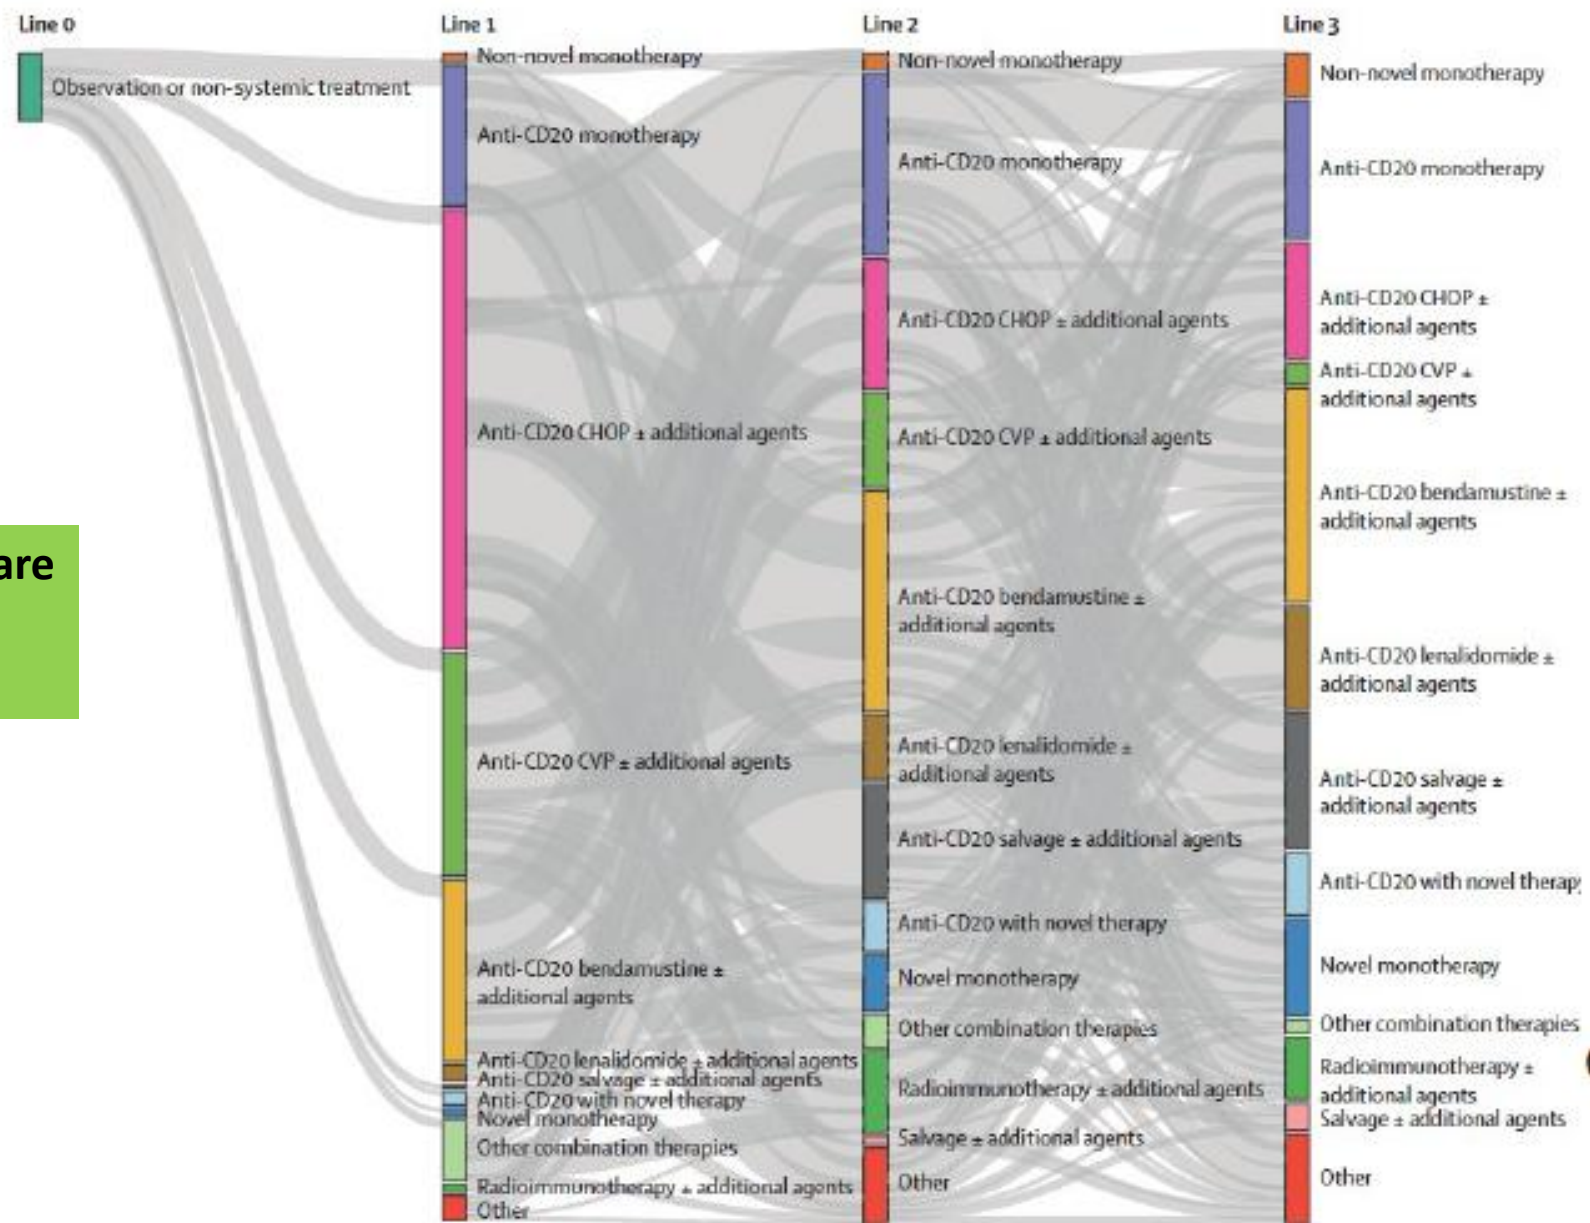 Line 0
Observation or non-systemic treatment
are
Line 1
Non-novel monotherapy
Anti-CD20 monotherapy
Anti-CD20 CHOP ± additional agents
Anti-CD20 CVP ± additional agents
Anti-CD20 bendamustine ±
additional agents
Anti-CD20 lenalidomide ± additional agents
Anti-CD20 salvage ± additional agents
Anti-CD20 with novel therapy
Novel monotherapy
Other combination therapies
Radioimmunotherapy ± additional agents
Other
Line 2
Non-novel monotherapy
Anti-CD20 monotherapy
Anti-CD20 CHOP ± additional agents
Anti-CD20 CVP ± additional agents
Anti-CD20 bendamustine ±
additional agents
Anti-CD20 lenalidomide ±
additional agents
Anti-CD20 salvage ± additional agents
Anti-CD20 with novel therapy
Novel monotherapy
Other combination therapies
Radioimmunotherapy ± additional agents
Salvage ± additional agents
Other
Line 3
Non-novel monotherapy
Anti-CD20 monotherapy
Anti-CD20 CHOP ±
additional agents
Anti-CD20 CVP ±
additional agents
Anti-CD20 bendamustine ±
additional agents
Anti-CD20 lenalidomide ±
additional agents
Anti-CD20 salvage ±
additional agents
Anti-CD20 with novel therap
Novel monotherapy
Other combination therapies
Radioimmunotherapy ±
additional agents
Salvage ± additional agents
Other